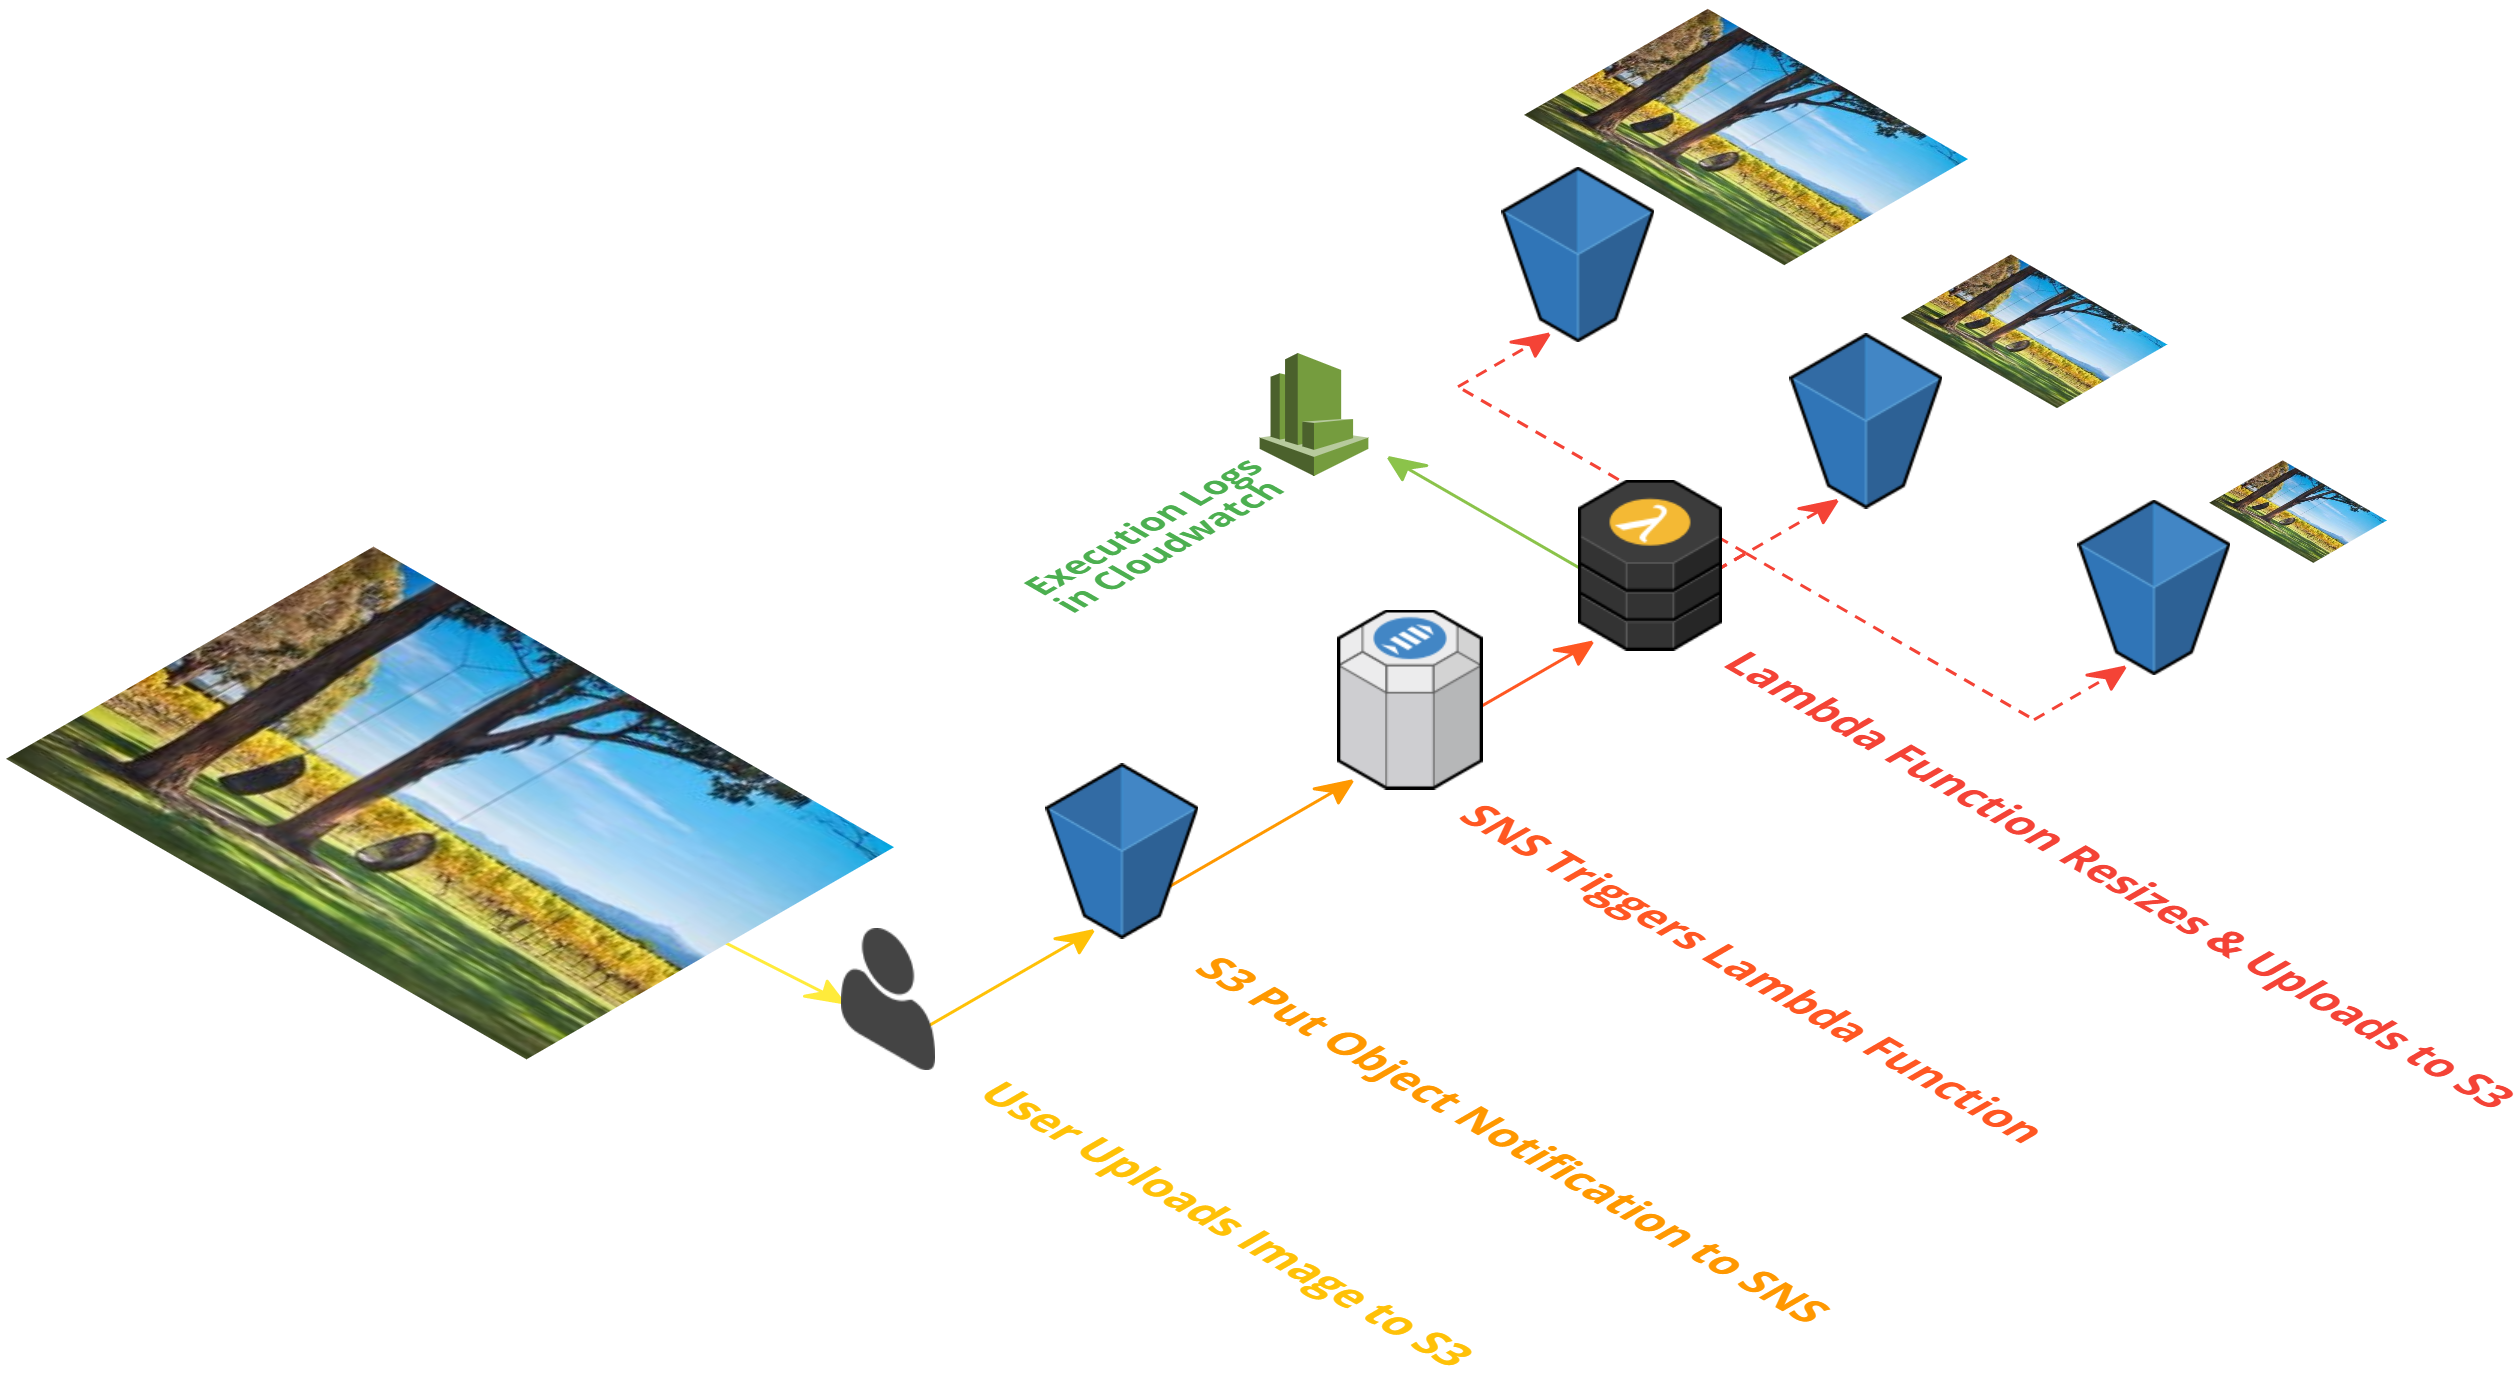 Execution Logs
in Cloudwatch
Lambda Function Resizes & Uploads to S3
SNS Triggers Lambda Function
S3 Put Object Notification to SNS
User Uploads Image to S3